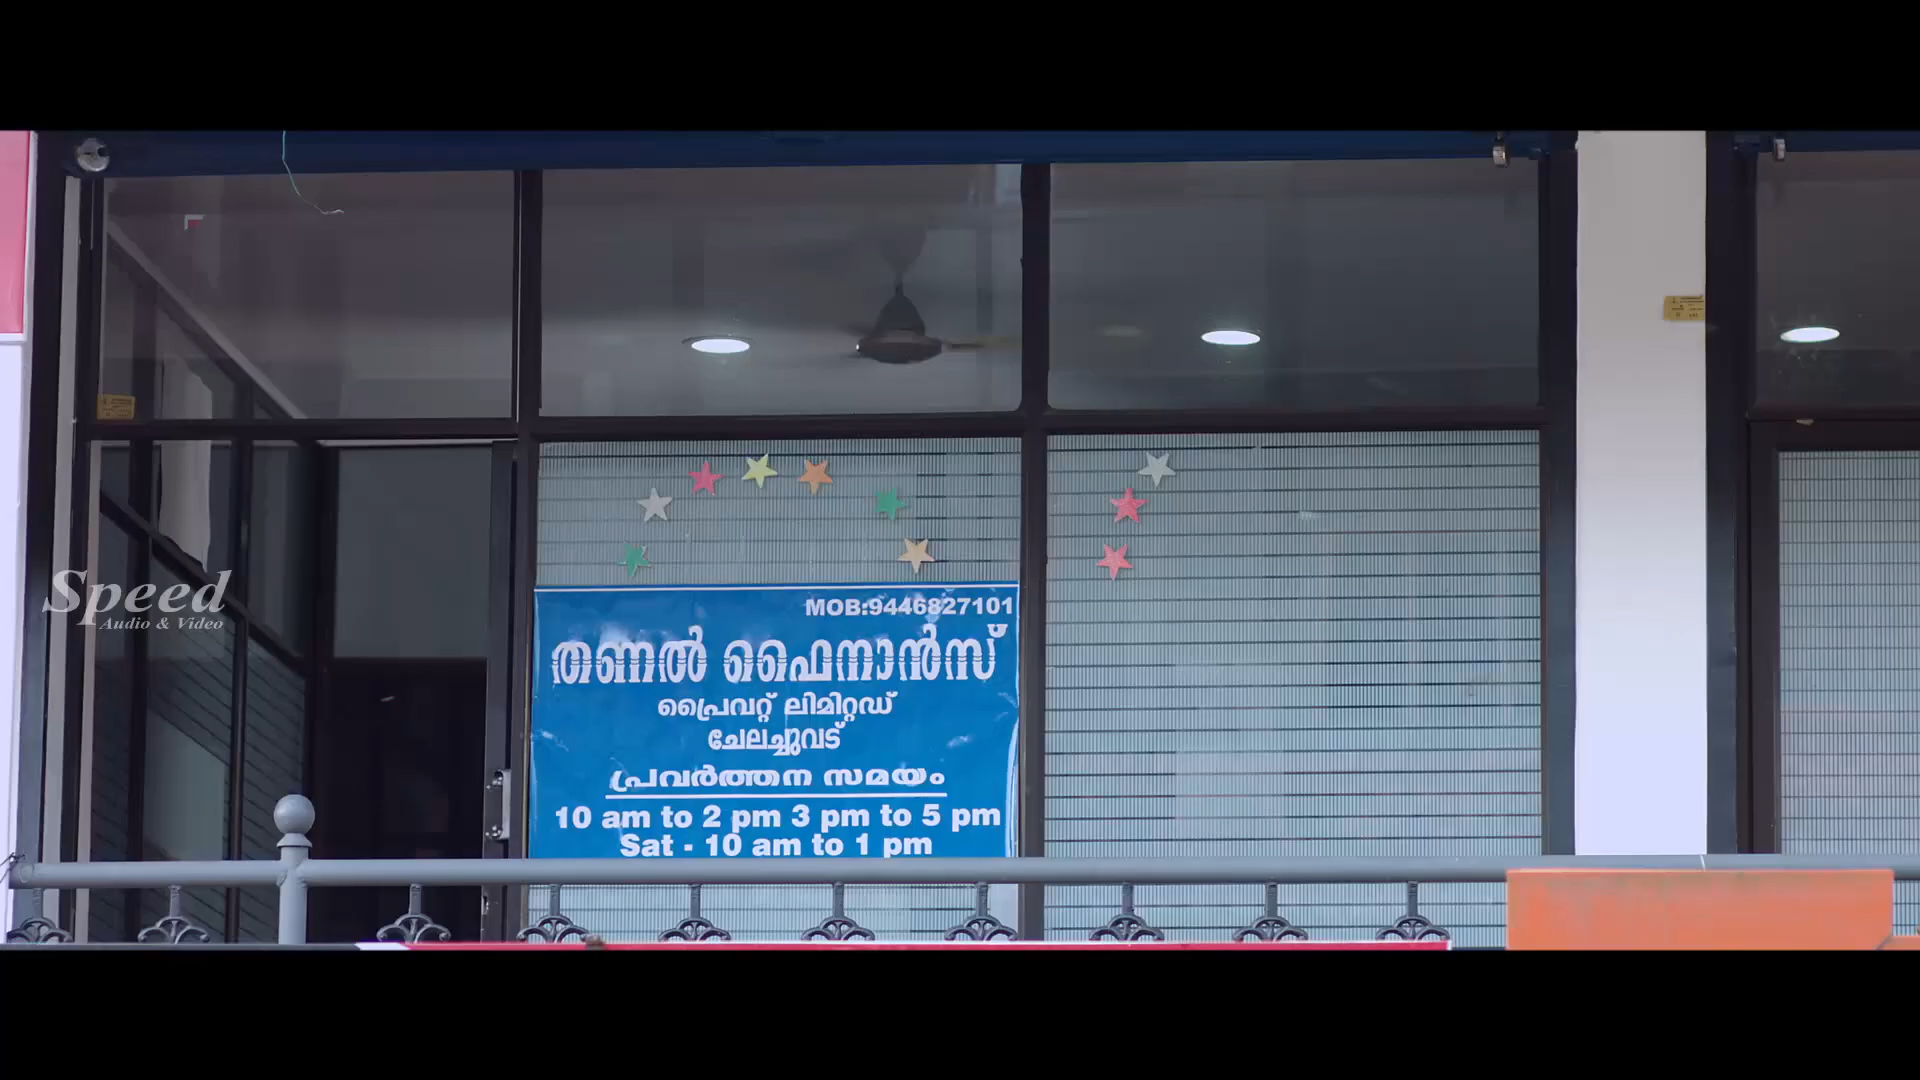 MOB:9446827101
തണൽ ഫൈനാൻസ്
പ്രൈവറ്റ് ലിമിറ്റഡ്
ചേലച്ചുവട്
പ്രവർത്തന സമയം
10 am to 2 pm 3 pm to 5 pm
Sat - 10 am to 1 pm
Speed
Audio & Video